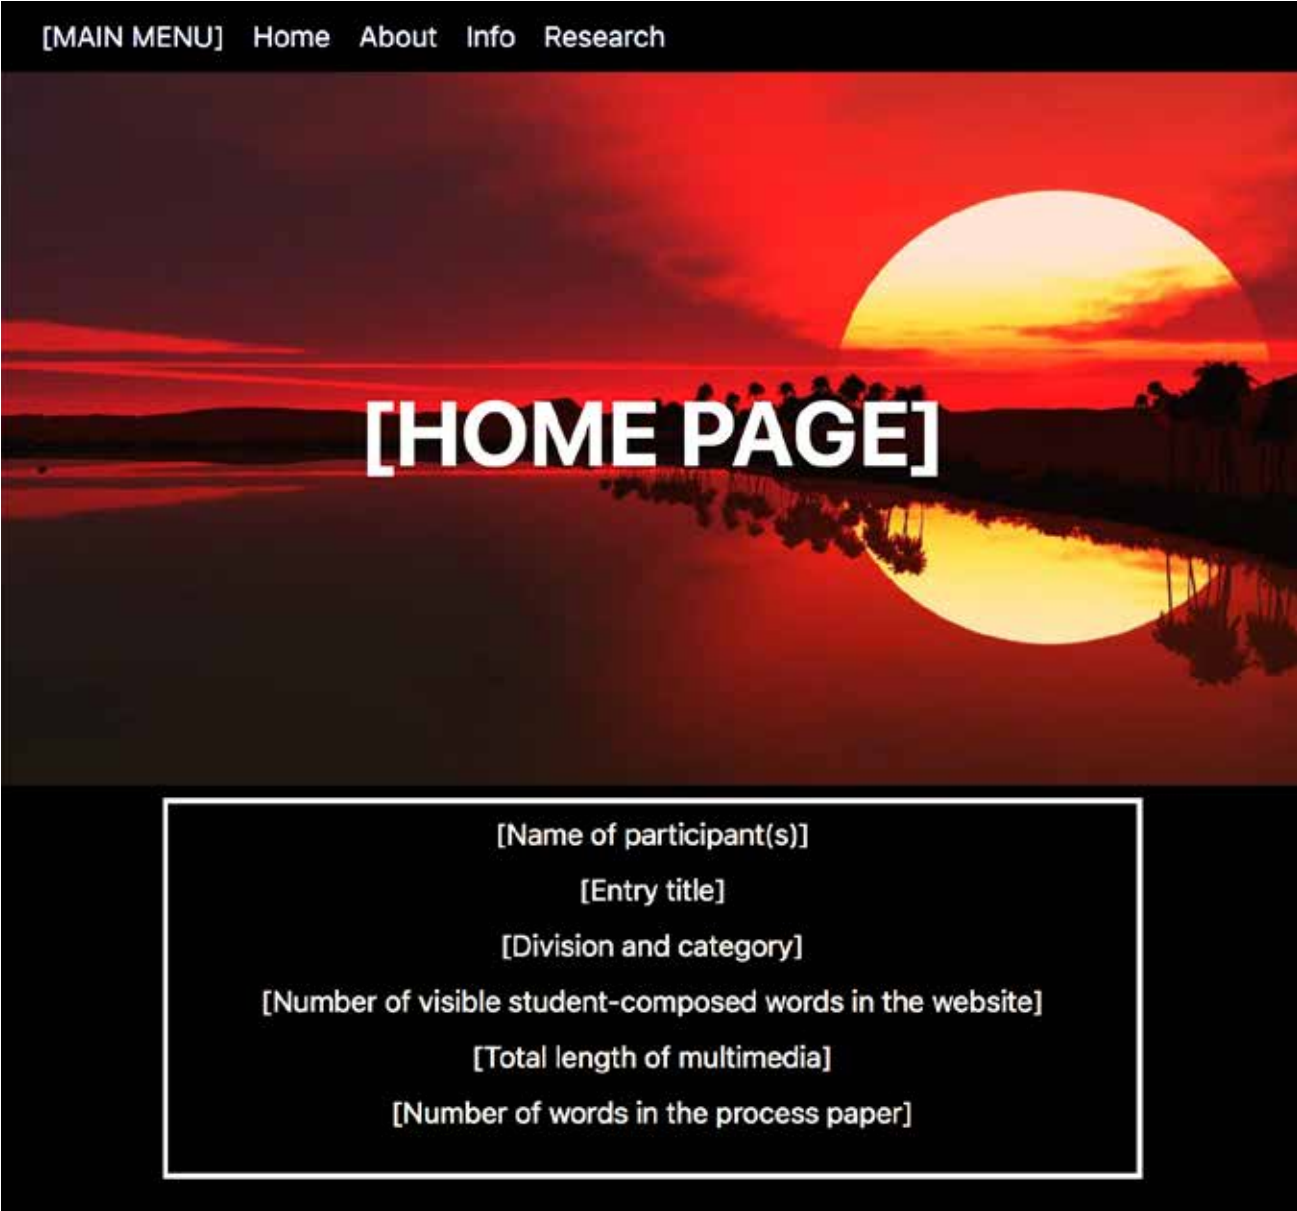 [MAIN MENU] Home About Info Research
[HOME PAGE]
[Name of participant(s)]
[Entry title]
[Division and category]
[Number of visible student-composed words in the website]
[Total length of multimedia]
[Number of words in the process paper]